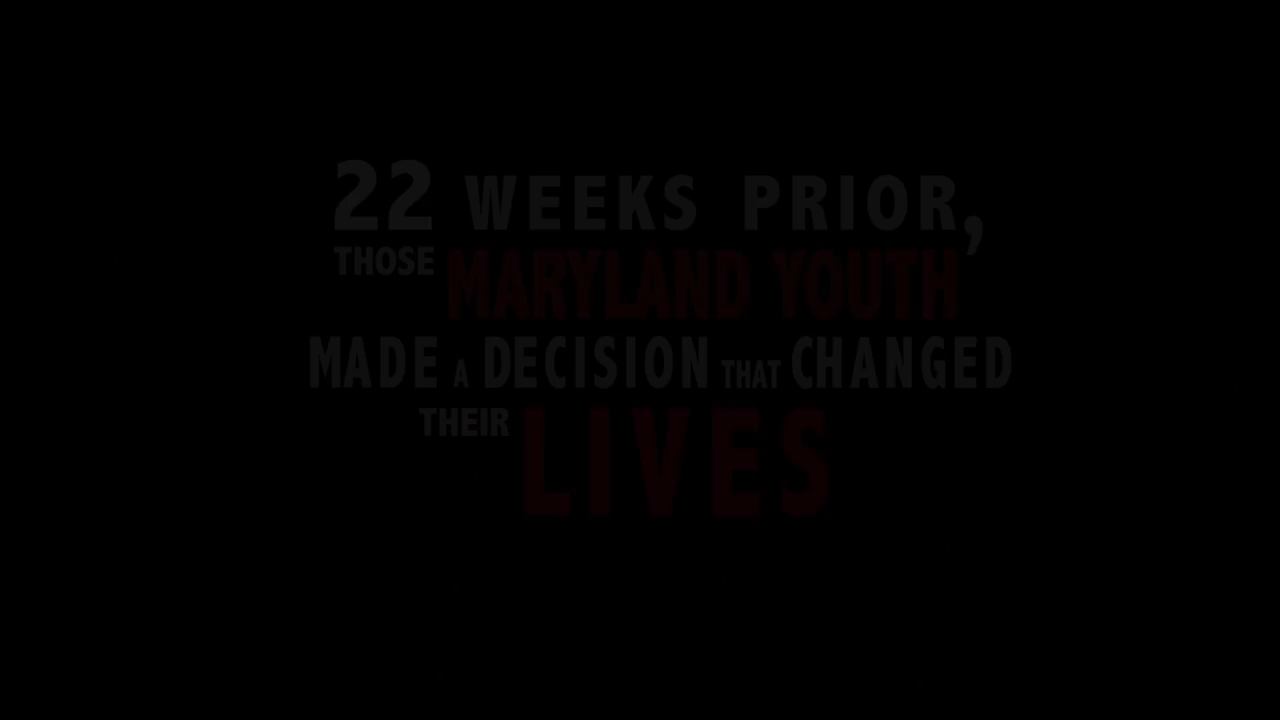 22 WEEKS PRIOR,
THOSE MARYLAND YOUTH
MADE A DECISION THAT CHANGED
THEIR LIVES